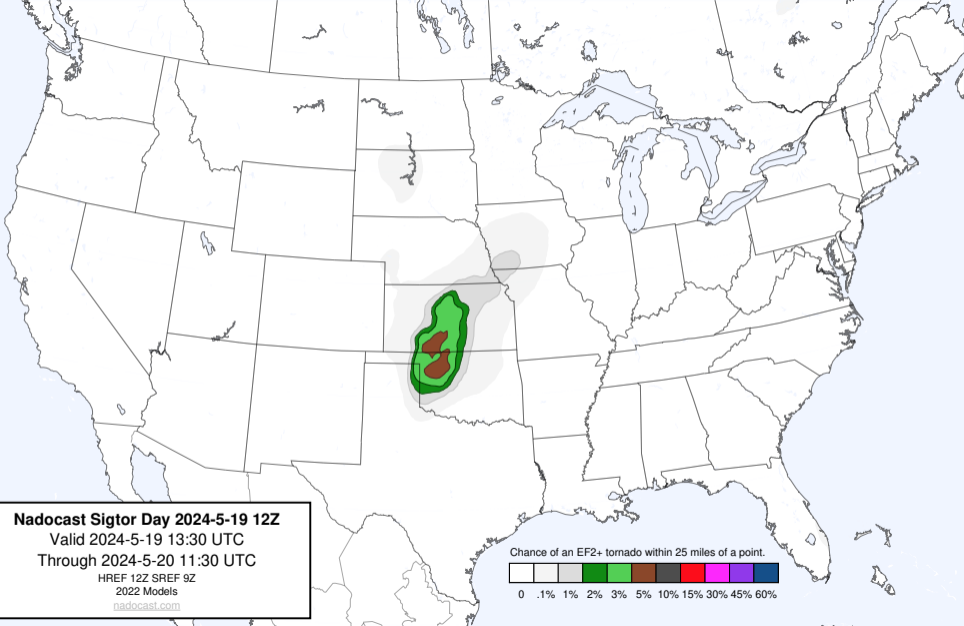 Nadocast Sigtor Day 2024-5-19 12Z
Valid 2024-5-19 13:30 UTC
Through 2024-5-20 11:30 UTC
HREF 12Z SREF 9Z
2022 Models
nadocast.com
Chance of an EF2+ tornado within 25 miles of a point.
0 .1% 1% 2% 3% 5% 10% 15% 30% 45% 60%